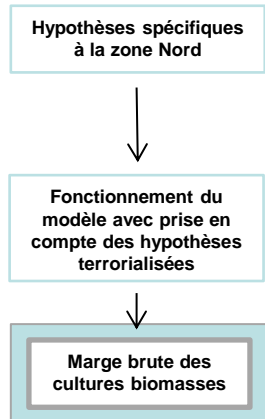 Hypothèses spécifiques
à la zone Nord
Fonctionnement du
modèle avec prise en
compte des hypothèses
terrorialisées
Marge brute des
cultures biomasses